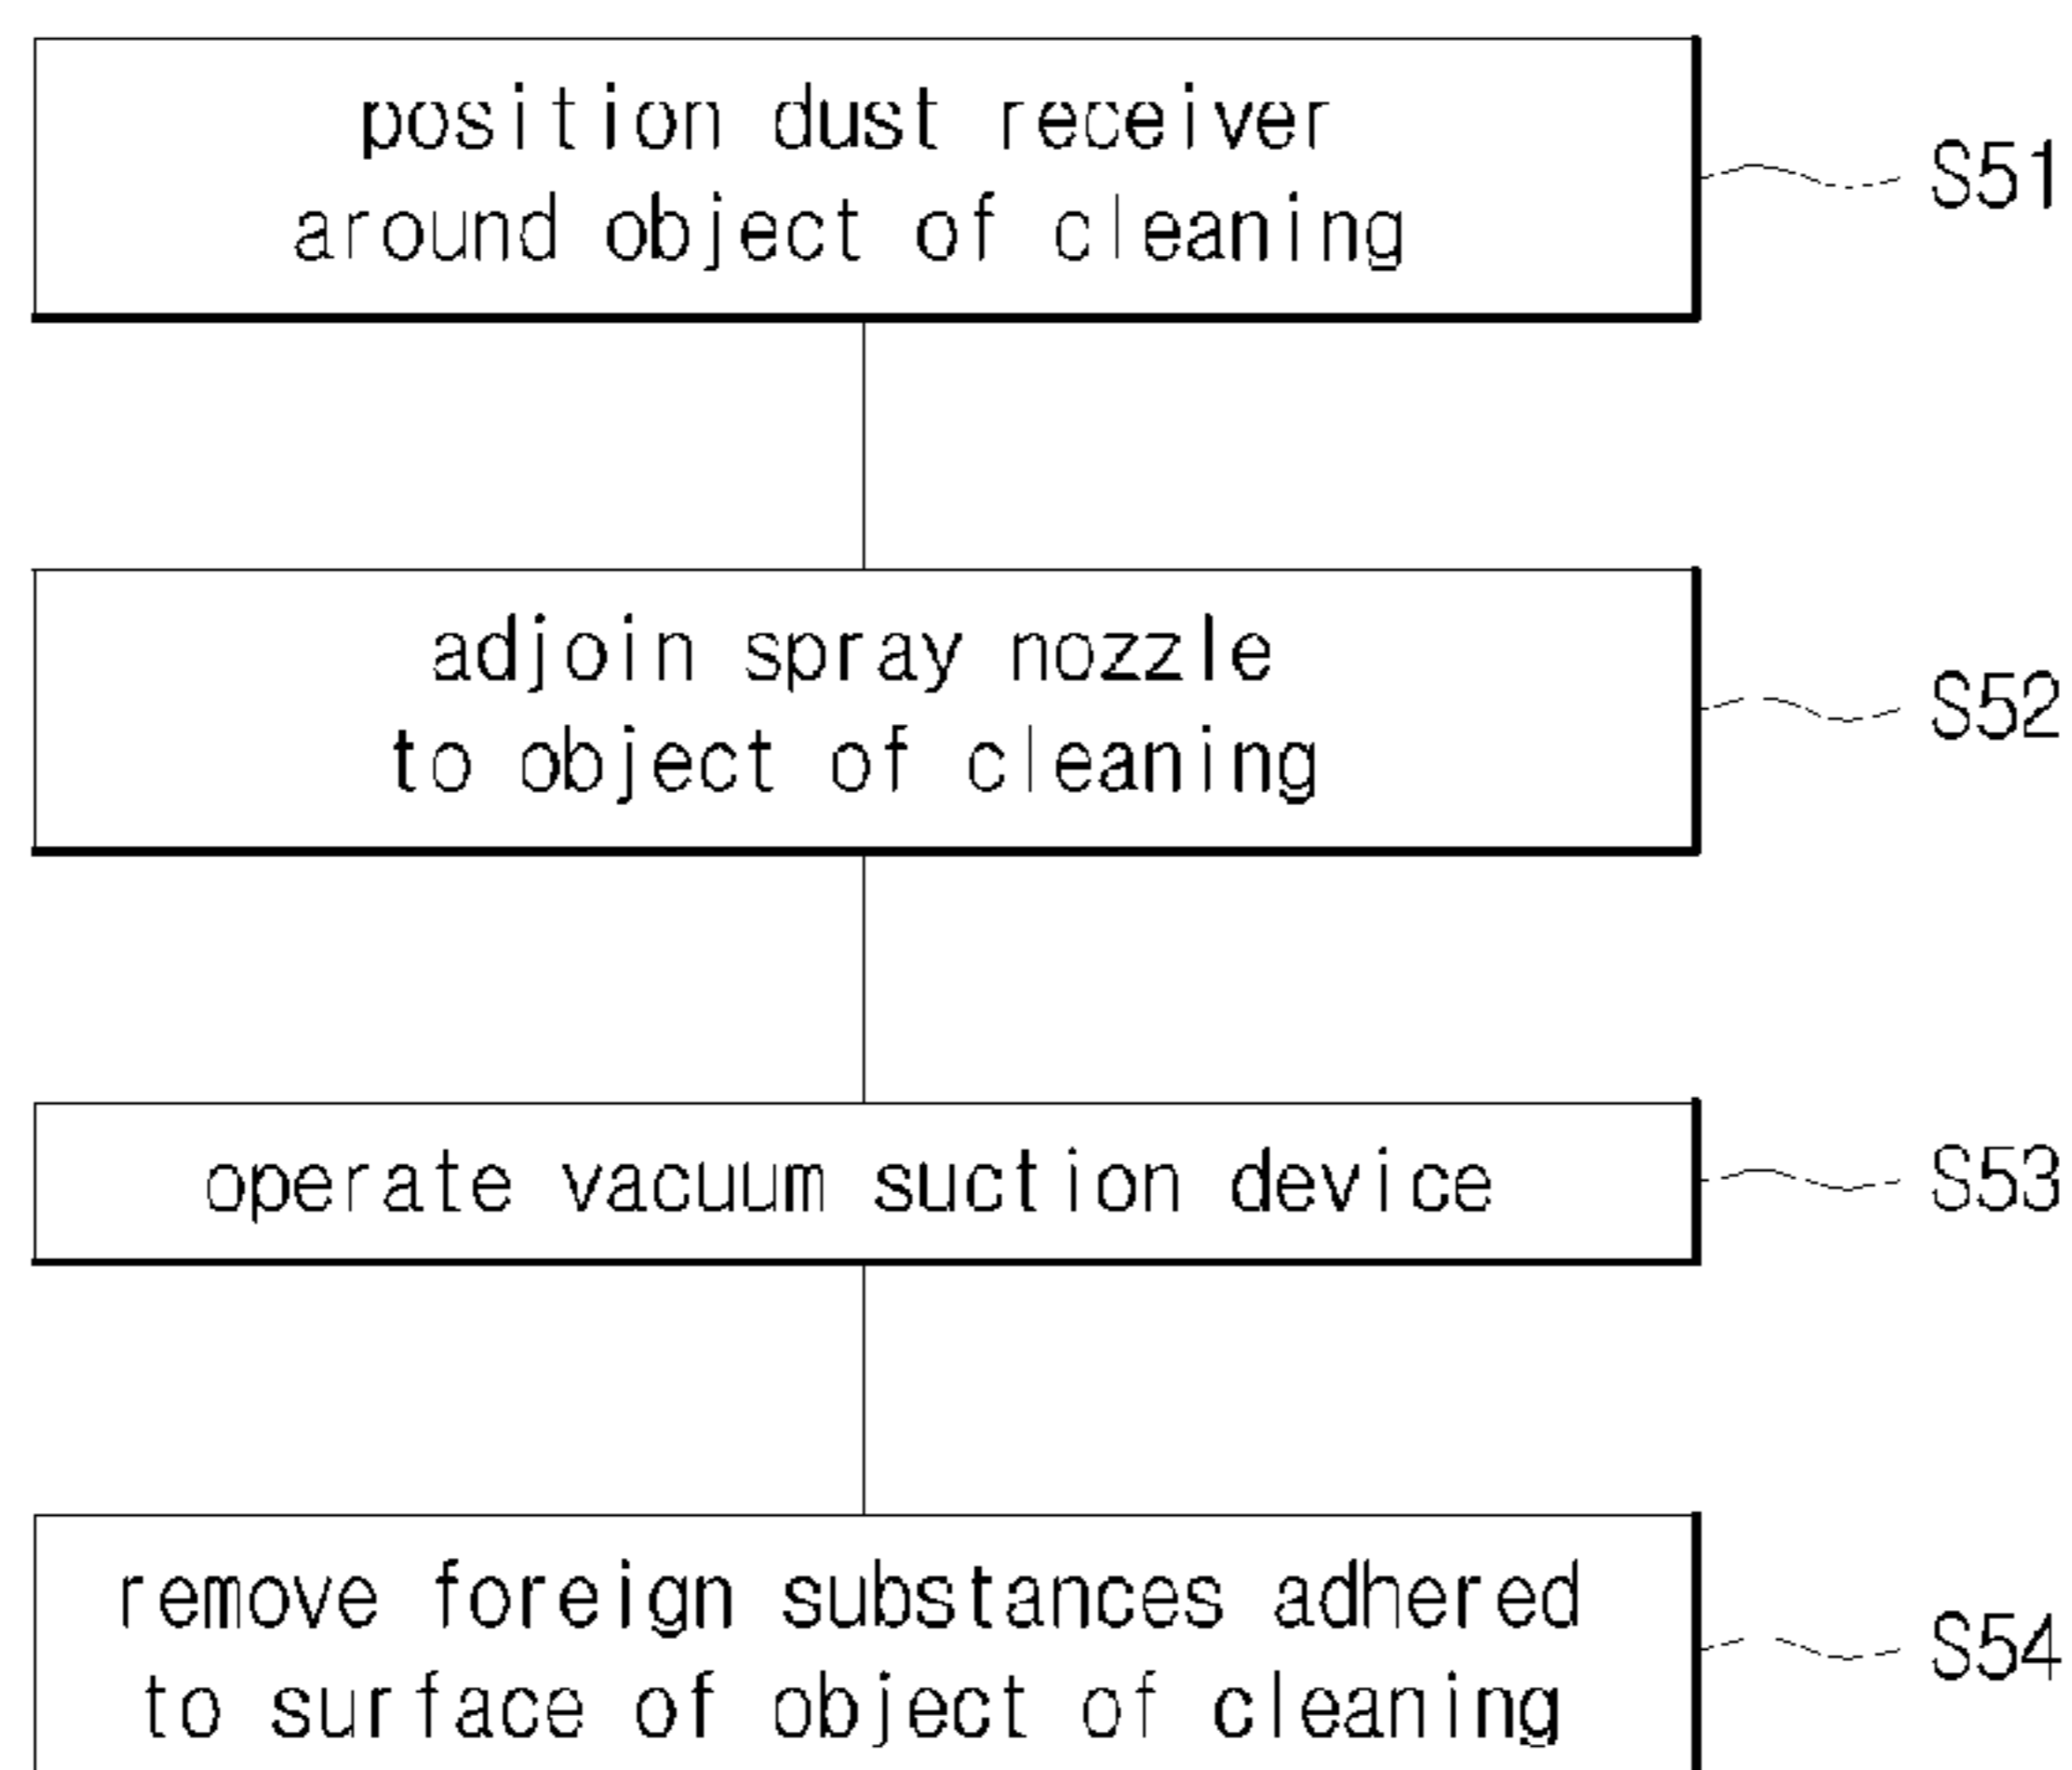 position dust receiver
around object of cleaning
S51
adjoin spray nozzle
to object of cleaning
S52
operate vacuum suction device
S53
remove foreign substances adhered
to surface of object of cleaning
S54